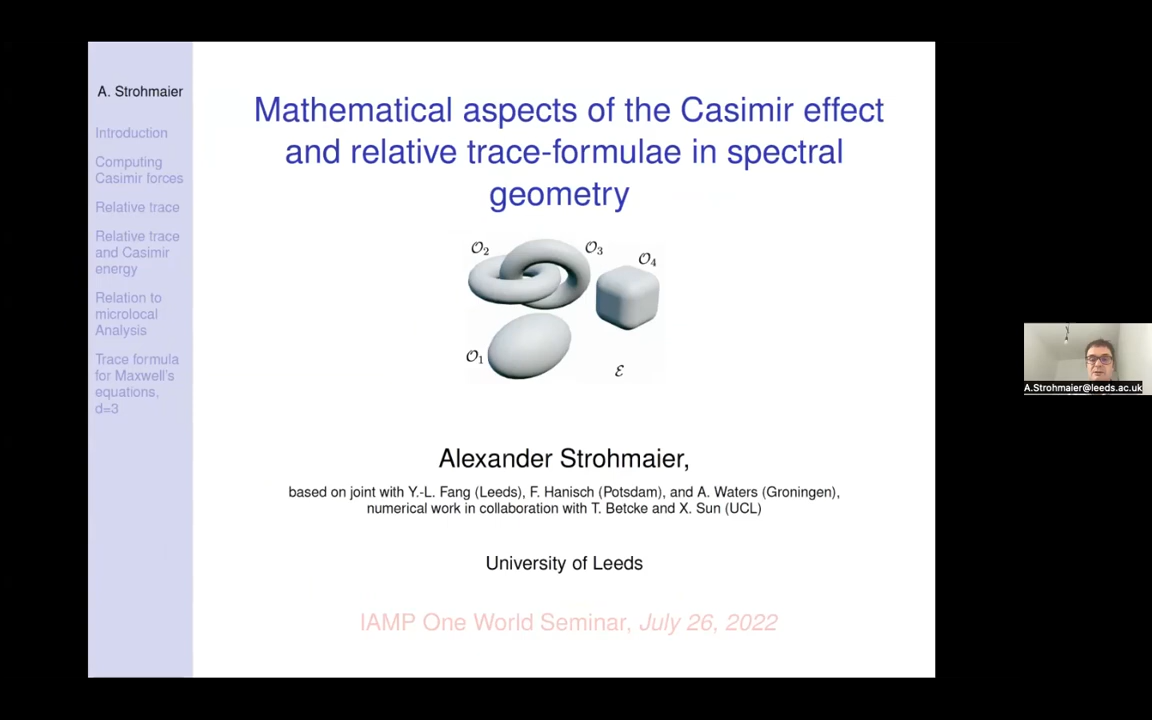 A. Strohmaier
Introduction
Computing
Casimir forces
Relative trace
Relative trace
and Casimir
energy
Relation to
microlocal
Analysis
Trace formula
for Maxwell's
equations,
d=3
Mathematical aspects of the Casimir effect
and relative trace-formulae in spectral
geometry
𝒪₂
𝒪₃
𝒪₄
𝒪₁
ℰ
Alexander Strohmaier,
based on joint with Y.-L. Fang (Leeds), F. Hanisch (Potsdam), and A. Waters (Groningen),
numerical work in collaboration with T. Betcke and X. Sun (UCL)
University of Leeds
IAMP One World Seminar, July 26, 2022
A.Strohmaier@leeds.ac.uk